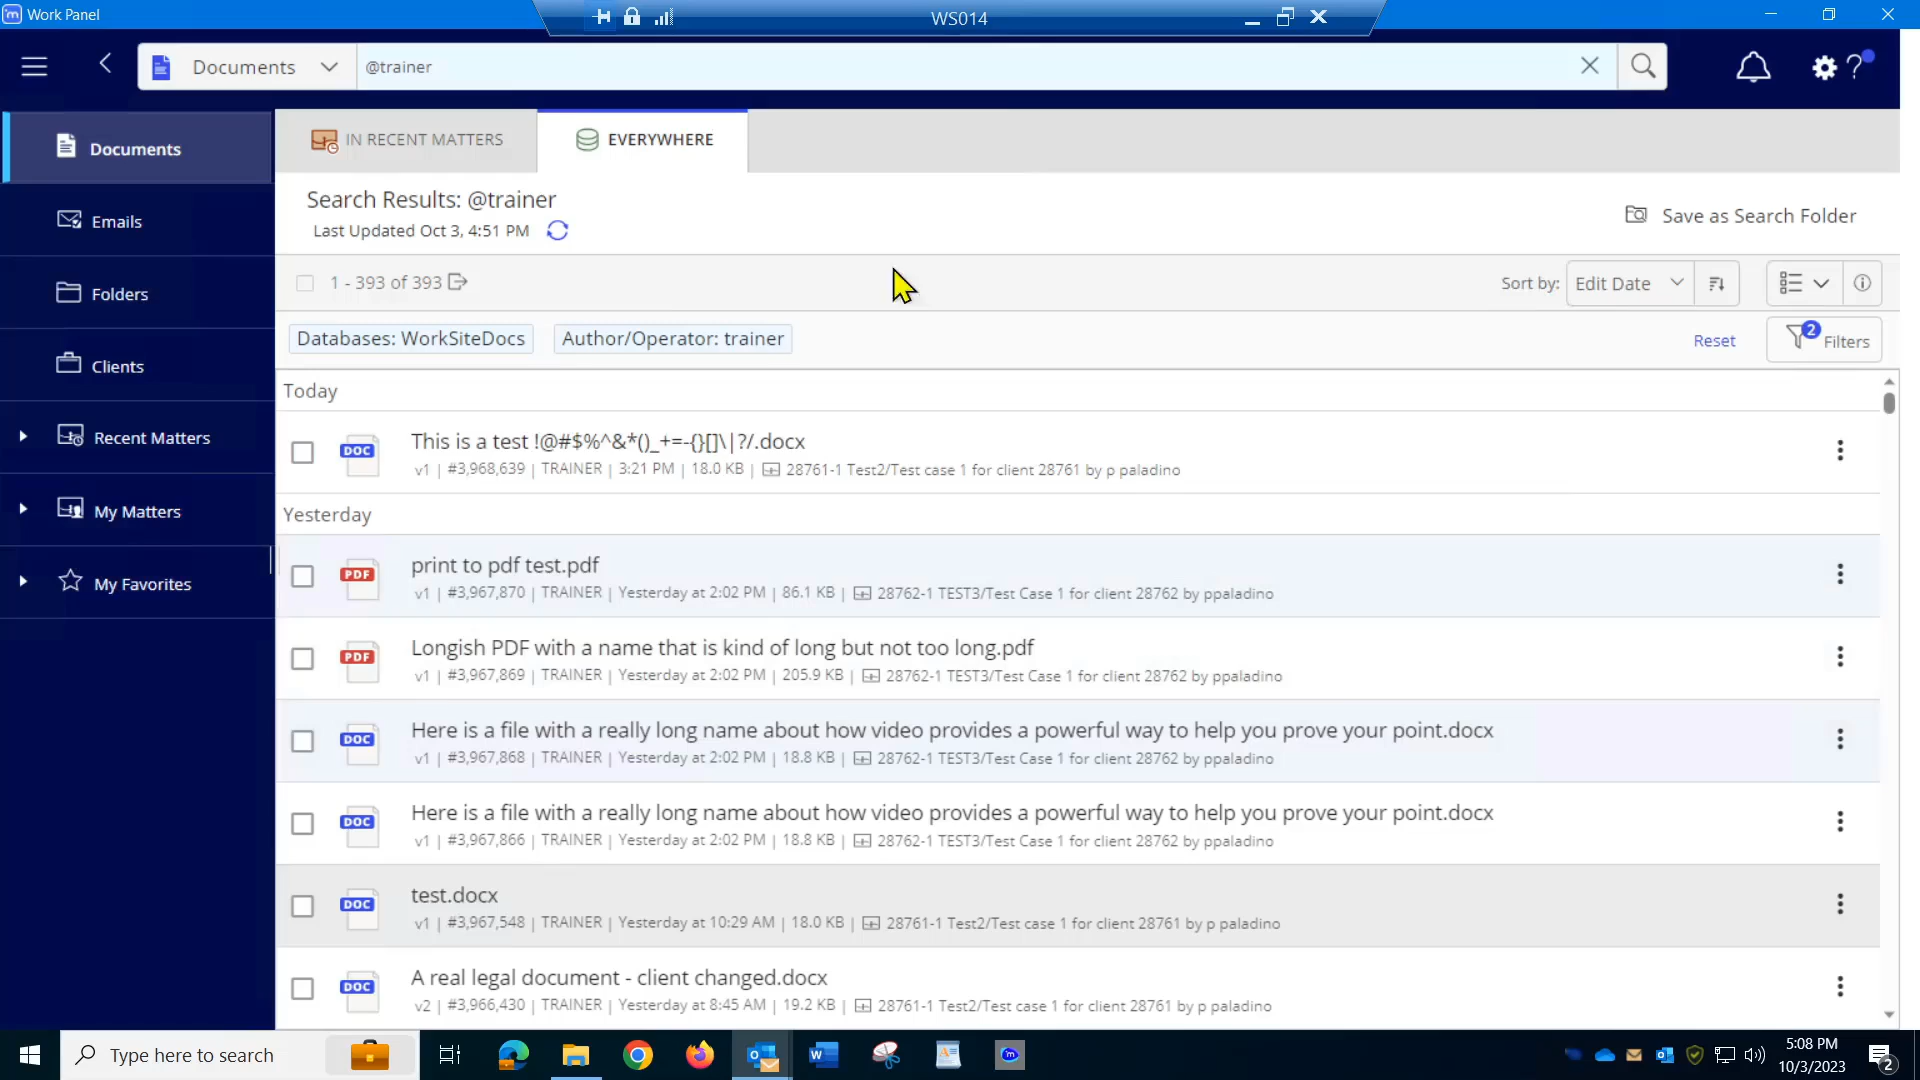 Work Panel
WS014
Documents
@trainer
Documents
Emails
Folders
Clients
Recent Matters
My Matters
My Favorites
IN RECENT MATTERS
EVERYWHERE
Search Results: @trainer
Last Updated Oct 3, 4:51 PM
Save as Search Folder
1 - 393 of 393
Sort by:
Edit Date
Databases: WorkSiteDocs
Author/Operator: trainer
Reset
2
Filters
Today
DOC
This is a test !@#$%^&*()_+=-{}[]\|?/.docx
v1 | #3,968,639 | TRAINER | 3:21 PM | 18.0 KB | 28761-1 Test2/Test case 1 for client 28761 by p paladino
Yesterday
PDF
print to pdf test.pdf
v1 | #3,967,870 | TRAINER | Yesterday at 2:02 PM | 86.1 KB | 28762-1 TEST3/Test Case 1 for client 28762 by ppaladino
PDF
Longish PDF with a name that is kind of long but not too long.pdf
v1 | #3,967,869 | TRAINER | Yesterday at 2:02 PM | 205.9 KB | 28762-1 TEST3/Test Case 1 for client 28762 by ppaladino
DOC
Here is a file with a really long name about how video provides a powerful way to help you prove your point.docx
v1 | #3,967,868 | TRAINER | Yesterday at 2:02 PM | 18.8 KB | 28762-1 TEST3/Test Case 1 for client 28762 by ppaladino
DOC
Here is a file with a really long name about how video provides a powerful way to help you prove your point.docx
v1 | #3,967,866 | TRAINER | Yesterday at 2:02 PM | 18.8 KB | 28762-1 TEST3/Test Case 1 for client 28762 by ppaladino
DOC
test.docx
v1 | #3,967,548 | TRAINER | Yesterday at 10:29 AM | 18.0 KB | 28761-1 Test2/Test case 1 for client 28761 by p paladino
DOC
A real legal document - client changed.docx
v2 | #3,966,430 | TRAINER | Yesterday at 8:45 AM | 19.2 KB | 28761-1 Test2/Test case 1 for client 28761 by p paladino
Type here to search
5:08 PM
10/3/2023
2